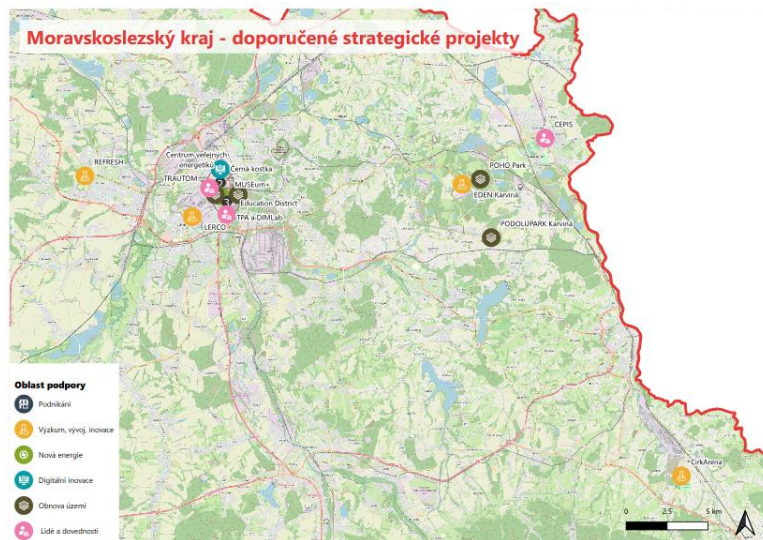 Moravskoslezský kraj - doporučené strategické projekty
CEPIS
Centrum veřejných
energetiků
Černá kostka
REFRESH
TRAUTOM
MUSEum+
POHO Park
EDEN Karviná
Education District
3
TPA a DIMLab
LERCO
PODOLUPARK Karviná
CirkArena
Oblast podpory
Podnikání
Výzkum, vývoj, inovace
Nová energie
Digitální inovace
Obnova území
Lidé a dovednosti
0 2.5 5 km